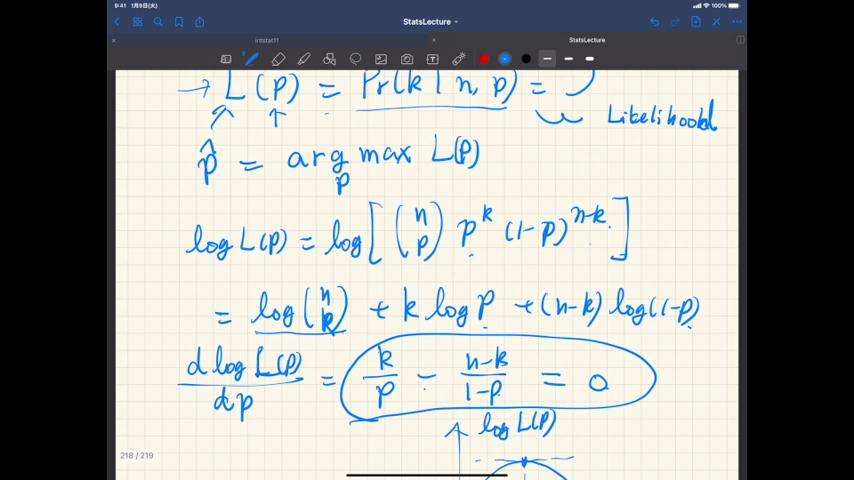 9:41 1月9日(火) 100%
StatsLecture
intstat11 StatsLecture
→ L(p) = Pr(k | n, p) =
Likelihood
p̂ = arg max L(p)
p
log L(p) = log[ (n p) p^k (1-p)^{n-k} ]
= log(n k) + k log p + (n-k) log(1-p)
d log L(p) / dp = k/p - (n-k)/(1-p) = 0
log L(p)
218 / 219